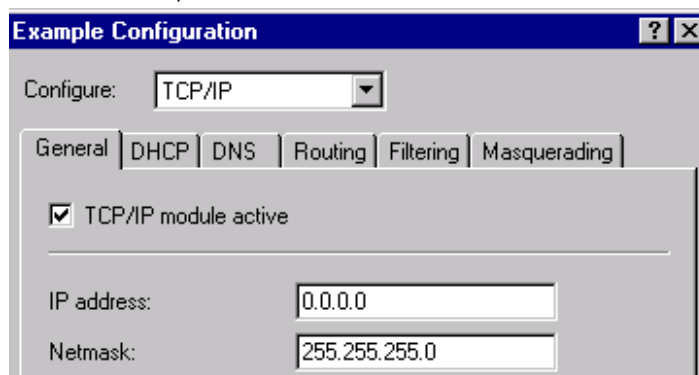 Example Configuration
Configure: TCP/IP
General DHCP DNS Routing Filtering Masquerading
TCP/IP module active
IP address: 0.0.0.0
Netmask: 255.255.255.0